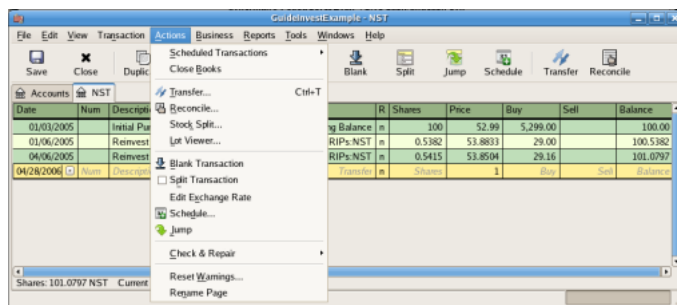 GuideInvestExample - NST
File Edit View Transaction Actions Business Reports Tools Windows Help
Save Close Duplic Blank Split Jump Schedule Transfer Reconcile
Accounts NST
Scheduled Transactions
Close Books
Transfer... Ctrl+T
Reconcile...
Stock Split...
Lot Viewer...
Blank Transaction
Split Transaction
Edit Exchange Rate
Schedule...
Jump
Check & Repair
Reset Warnings...
Rename Page
Date Num Descripti R Shares Price Buy Sell Balance
01/03/2005 Initial Pur ng Balance n 100 52.99 5,299.00 100.00
01/06/2005 Reinvest RIPs:NST n 0.5382 53.8833 29.00 100.5382
04/06/2005 Reinvest RIPs:NST n 0.5415 53.8504 29.16 101.0797
04/28/2006 Num Descripti Transfer n Shares 1 Buy Sell Balance
Shares: 101.0797 NST Current